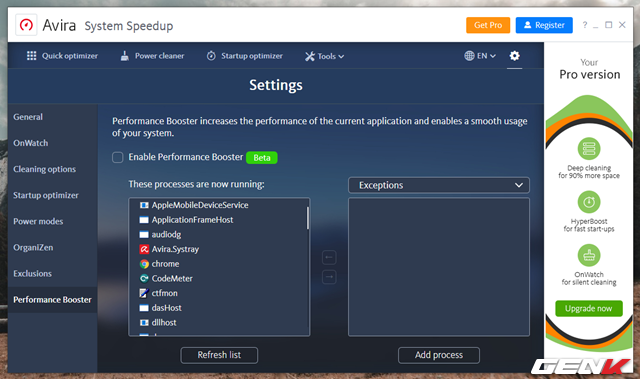 Avira System Speedup
Get Pro
Register
?
Quick optimizer
Power cleaner
Startup optimizer
Tools
EN
Settings
General
OnWatch
Cleaning options
Startup optimizer
Power modes
OrganiZen
Exclusions
Performance Booster
Performance Booster increases the performance of the current application and enables a smooth usage
of your system.
Enable Performance Booster
Beta
These processes are now running:
AppleMobileDeviceService
ApplicationFrameHost
audiodg
Avira.Systray
chrome
CodeMeter
ctfmon
dasHost
dllhost
Refresh list
Exceptions
Add process
Your
Pro version
Deep cleaning
for 90% more space
HyperBoost
for fast start-ups
OnWatch
for silent cleaning
Upgrade now
GENK